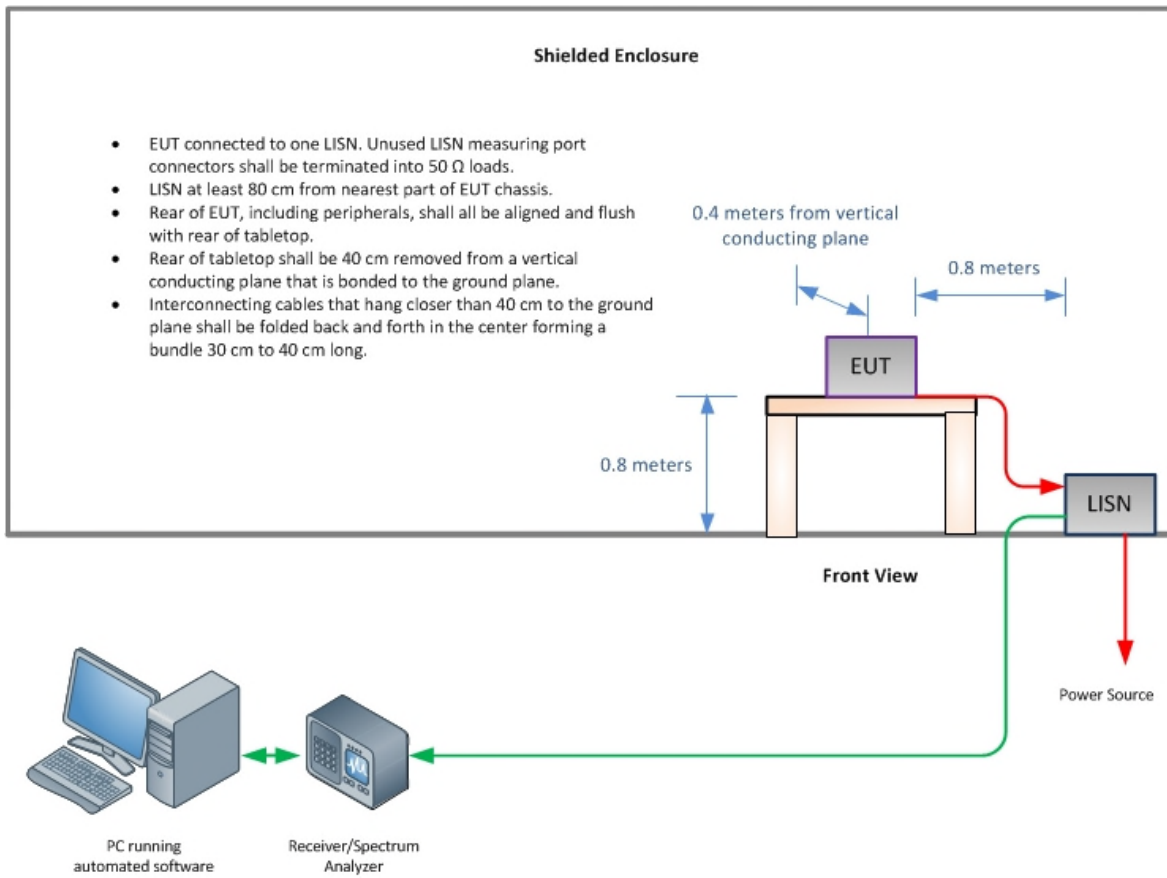 Shielded Enclosure
• EUT connected to one LISN. Unused LISN measuring port
connectors shall be terminated into 50 Ω loads.
• LISN at least 80 cm from nearest part of EUT chassis.
• Rear of EUT, including peripherals, shall all be aligned and flush
with rear of tabletop.
• Rear of tabletop shall be 40 cm removed from a vertical
conducting plane that is bonded to the ground plane.
• Interconnecting cables that hang closer than 40 cm to the ground
plane shall be folded back and forth in the center forming a
bundle 30 cm to 40 cm long.
0.4 meters from vertical
conducting plane
0.8 meters
EUT
0.8 meters
LISN
Front View
Power Source
PC running
automated software
Receiver/Spectrum
Analyzer